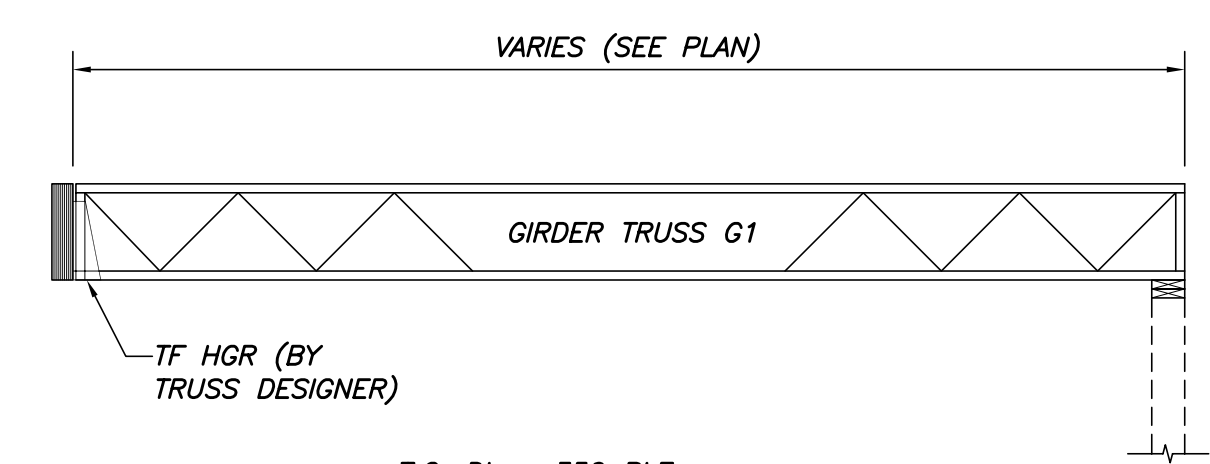 VARIES (SEE PLAN)
GIRDER TRUSS G1
TF HGR (BY
TRUSS DESIGNER)